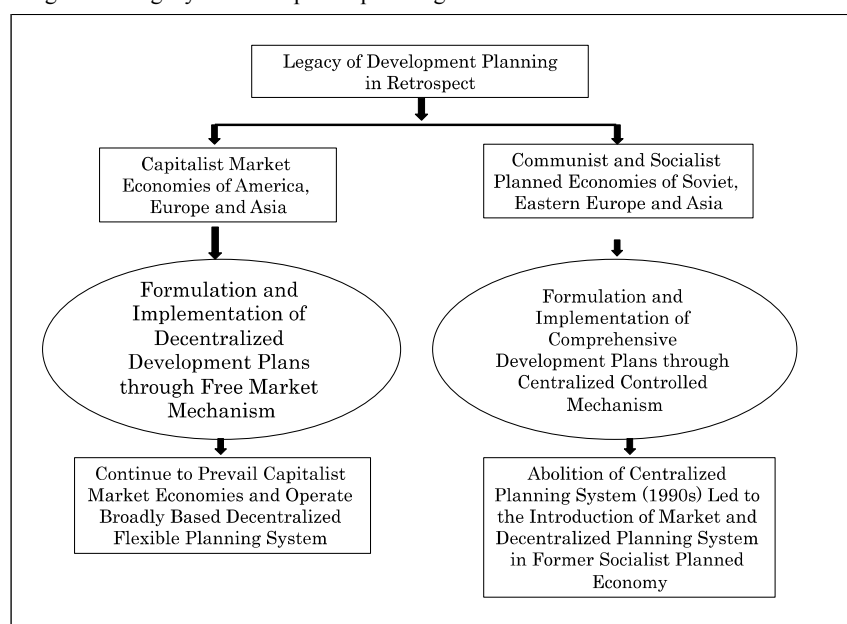 Legacy of Development Planning
in Retrospect
Capitalist Market
Economies of America,
Europe and Asia
Communist and Socialist
Planned Economies of Soviet,
Eastern Europe and Asia
Formulation and
Implementation of
Decentralized
Development Plans
through Free Market
Mechanism
Formulation and
Implementation of
Comprehensive
Development Plans through
Centralized Controlled
Mechanism
Continue to Prevail Capitalist
Market Economies and Operate
Broadly Based Decentralized
Flexible Planning System
Abolition of Centralized
Planning System (1990s) Led to
the Introduction of Market and
Decentralized Planning System
in Former Socialist Planned
Economy